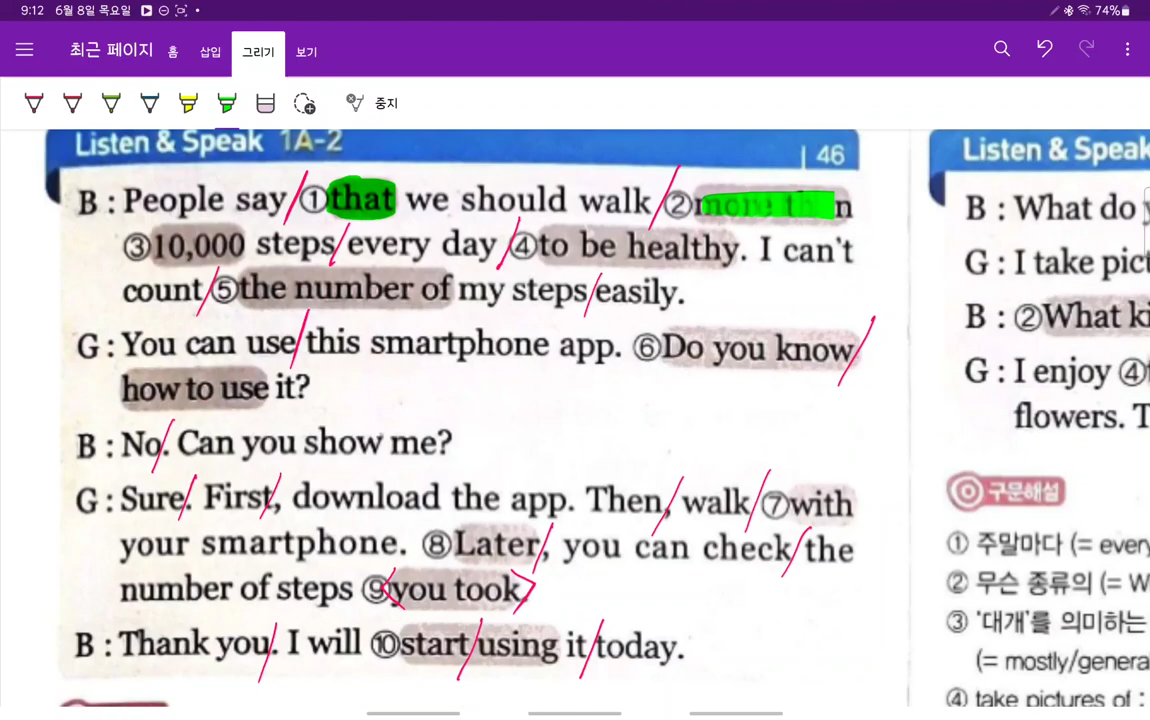 9:12 6월 8일 목요일 74%
최근 페이지 홈 삽입 그리기 보기
중지
Listen & Speak 1A-2 | 46
B : People say ①that we should walk ②more than
③10,000 steps every day ④to be healthy. I can't
count ⑤the number of my steps easily.
G : You can use this smartphone app. ⑥Do you know
how to use it?
B : No. Can you show me?
G : Sure. First, download the app. Then, walk ⑦with
your smartphone. ⑧Later, you can check the
number of steps ⑨you took.
B : Thank you. I will ⑩start using it today.
Listen & Speak
B : What do
G : I take pict
B : ②What ki
G : I enjoy ④
flowers. T
구문해설
① 주말마다 (= every
② 무슨 종류의 (= W
③ '대개'를 의미하는
(= mostly/genera
④ take pictures of :